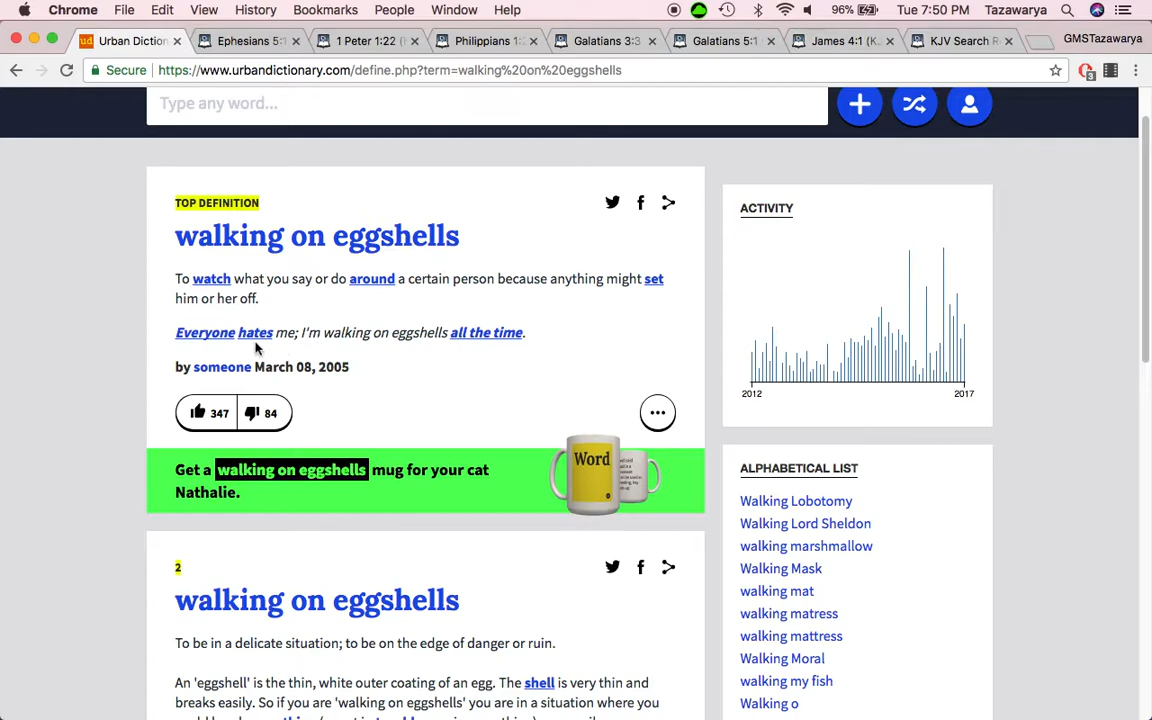 Chrome File Edit View History Bookmarks People Window Help 96% Tue 7:50 PM Tazawarya
ud Urban Diction Ephesians 5:1 1 Peter 1:22 (K Philippians 1:2 Galatians 3:3 Galatians 5:1 James 4:1 (K KJV Search Re GMSTazawarya
Secure https://www.urbandictionary.com/define.php?term=walking%20on%20eggshells 3
Type any word...
TOP DEFINITION
walking on eggshells
To watch what you say or do around a certain person because anything might set
him or her off.
Everyone hates me; I'm walking on eggshells all the time.
by someone March 08, 2005
347 84
Get a walking on eggshells mug for your cat
Nathalie.
Word
2
walking on eggshells
To be in a delicate situation; to be on the edge of danger or ruin.
An 'eggshell' is the thin, white outer coating of an egg. The shell is very thin and
breaks easily. So if you are 'walking on eggshells' you are in a situation where you
ACTIVITY
2012 2017
ALPHABETICAL LIST
Walking Lobotomy
Walking Lord Sheldon
walking marshmallow
Walking Mask
walking mat
walking matress
walking mattress
Walking Moral
walking my fish
Walking o